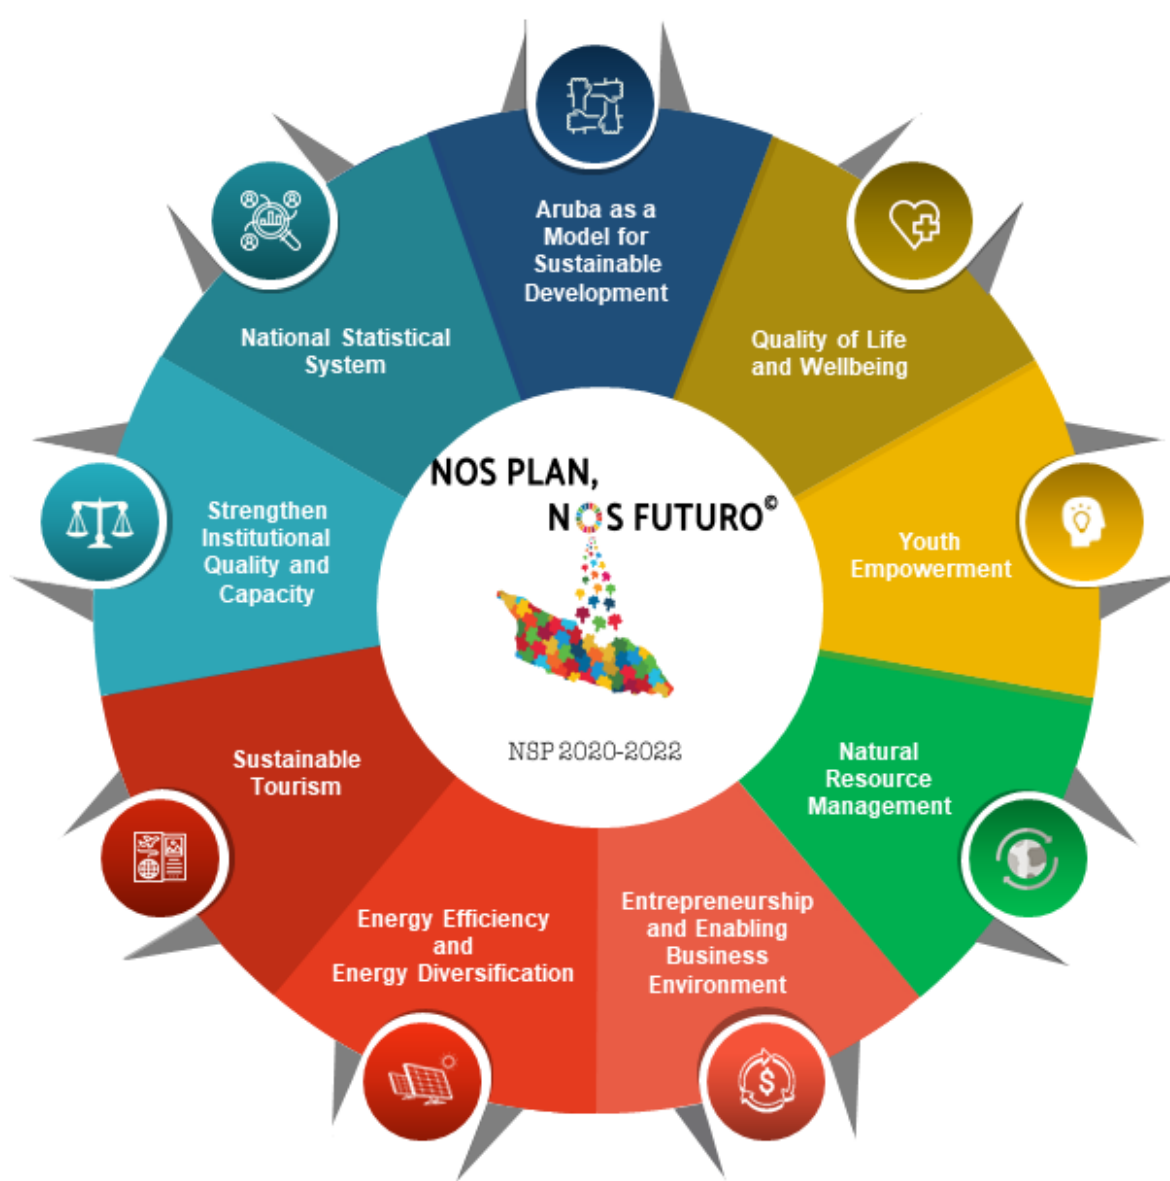 Aruba as a
Model for
Sustainable
Development
Quality of Life
and Wellbeing
Youth
Empowerment
Natural
Resource
Management
Entrepreneurship
and Enabling
Business
Environment
Energy Efficiency
and
Energy Diversification
Sustainable
Tourism
Strengthen
Institutional
Quality and
Capacity
National Statistical
System
NOS PLAN,
NOS FUTURO©
NSP 2020-2022
$